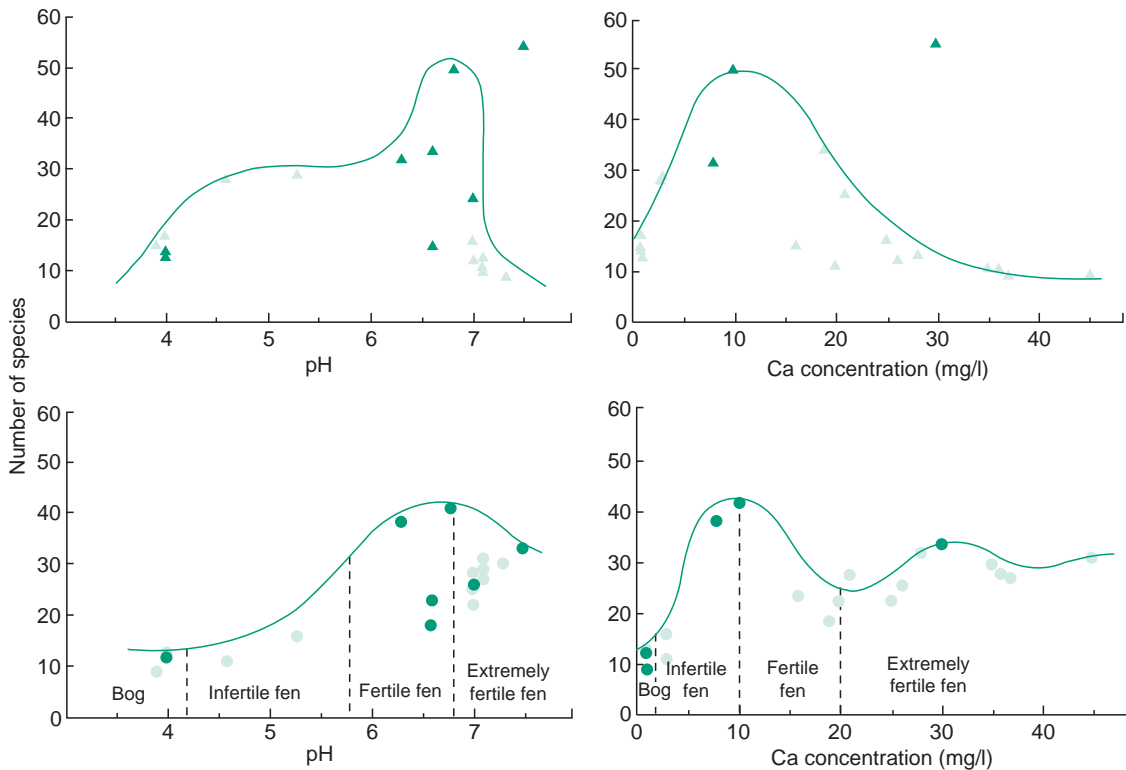 60
50
40
30
20
10
0
4
5
6
7
pH
60
50
40
30
20
10
0
0
10
20
30
40
Ca concentration (mg/l)
Number of species
60
50
40
30
20
10
0
Bog
Infertile fen
Fertile fen
Extremely
fertile fen
4
5
6
7
pH
60
50
40
30
20
10
0
Bog
Infertile
fen
Fertile
fen
Extremely
fertile fen
0
10
20
30
40
Ca concentration (mg/l)